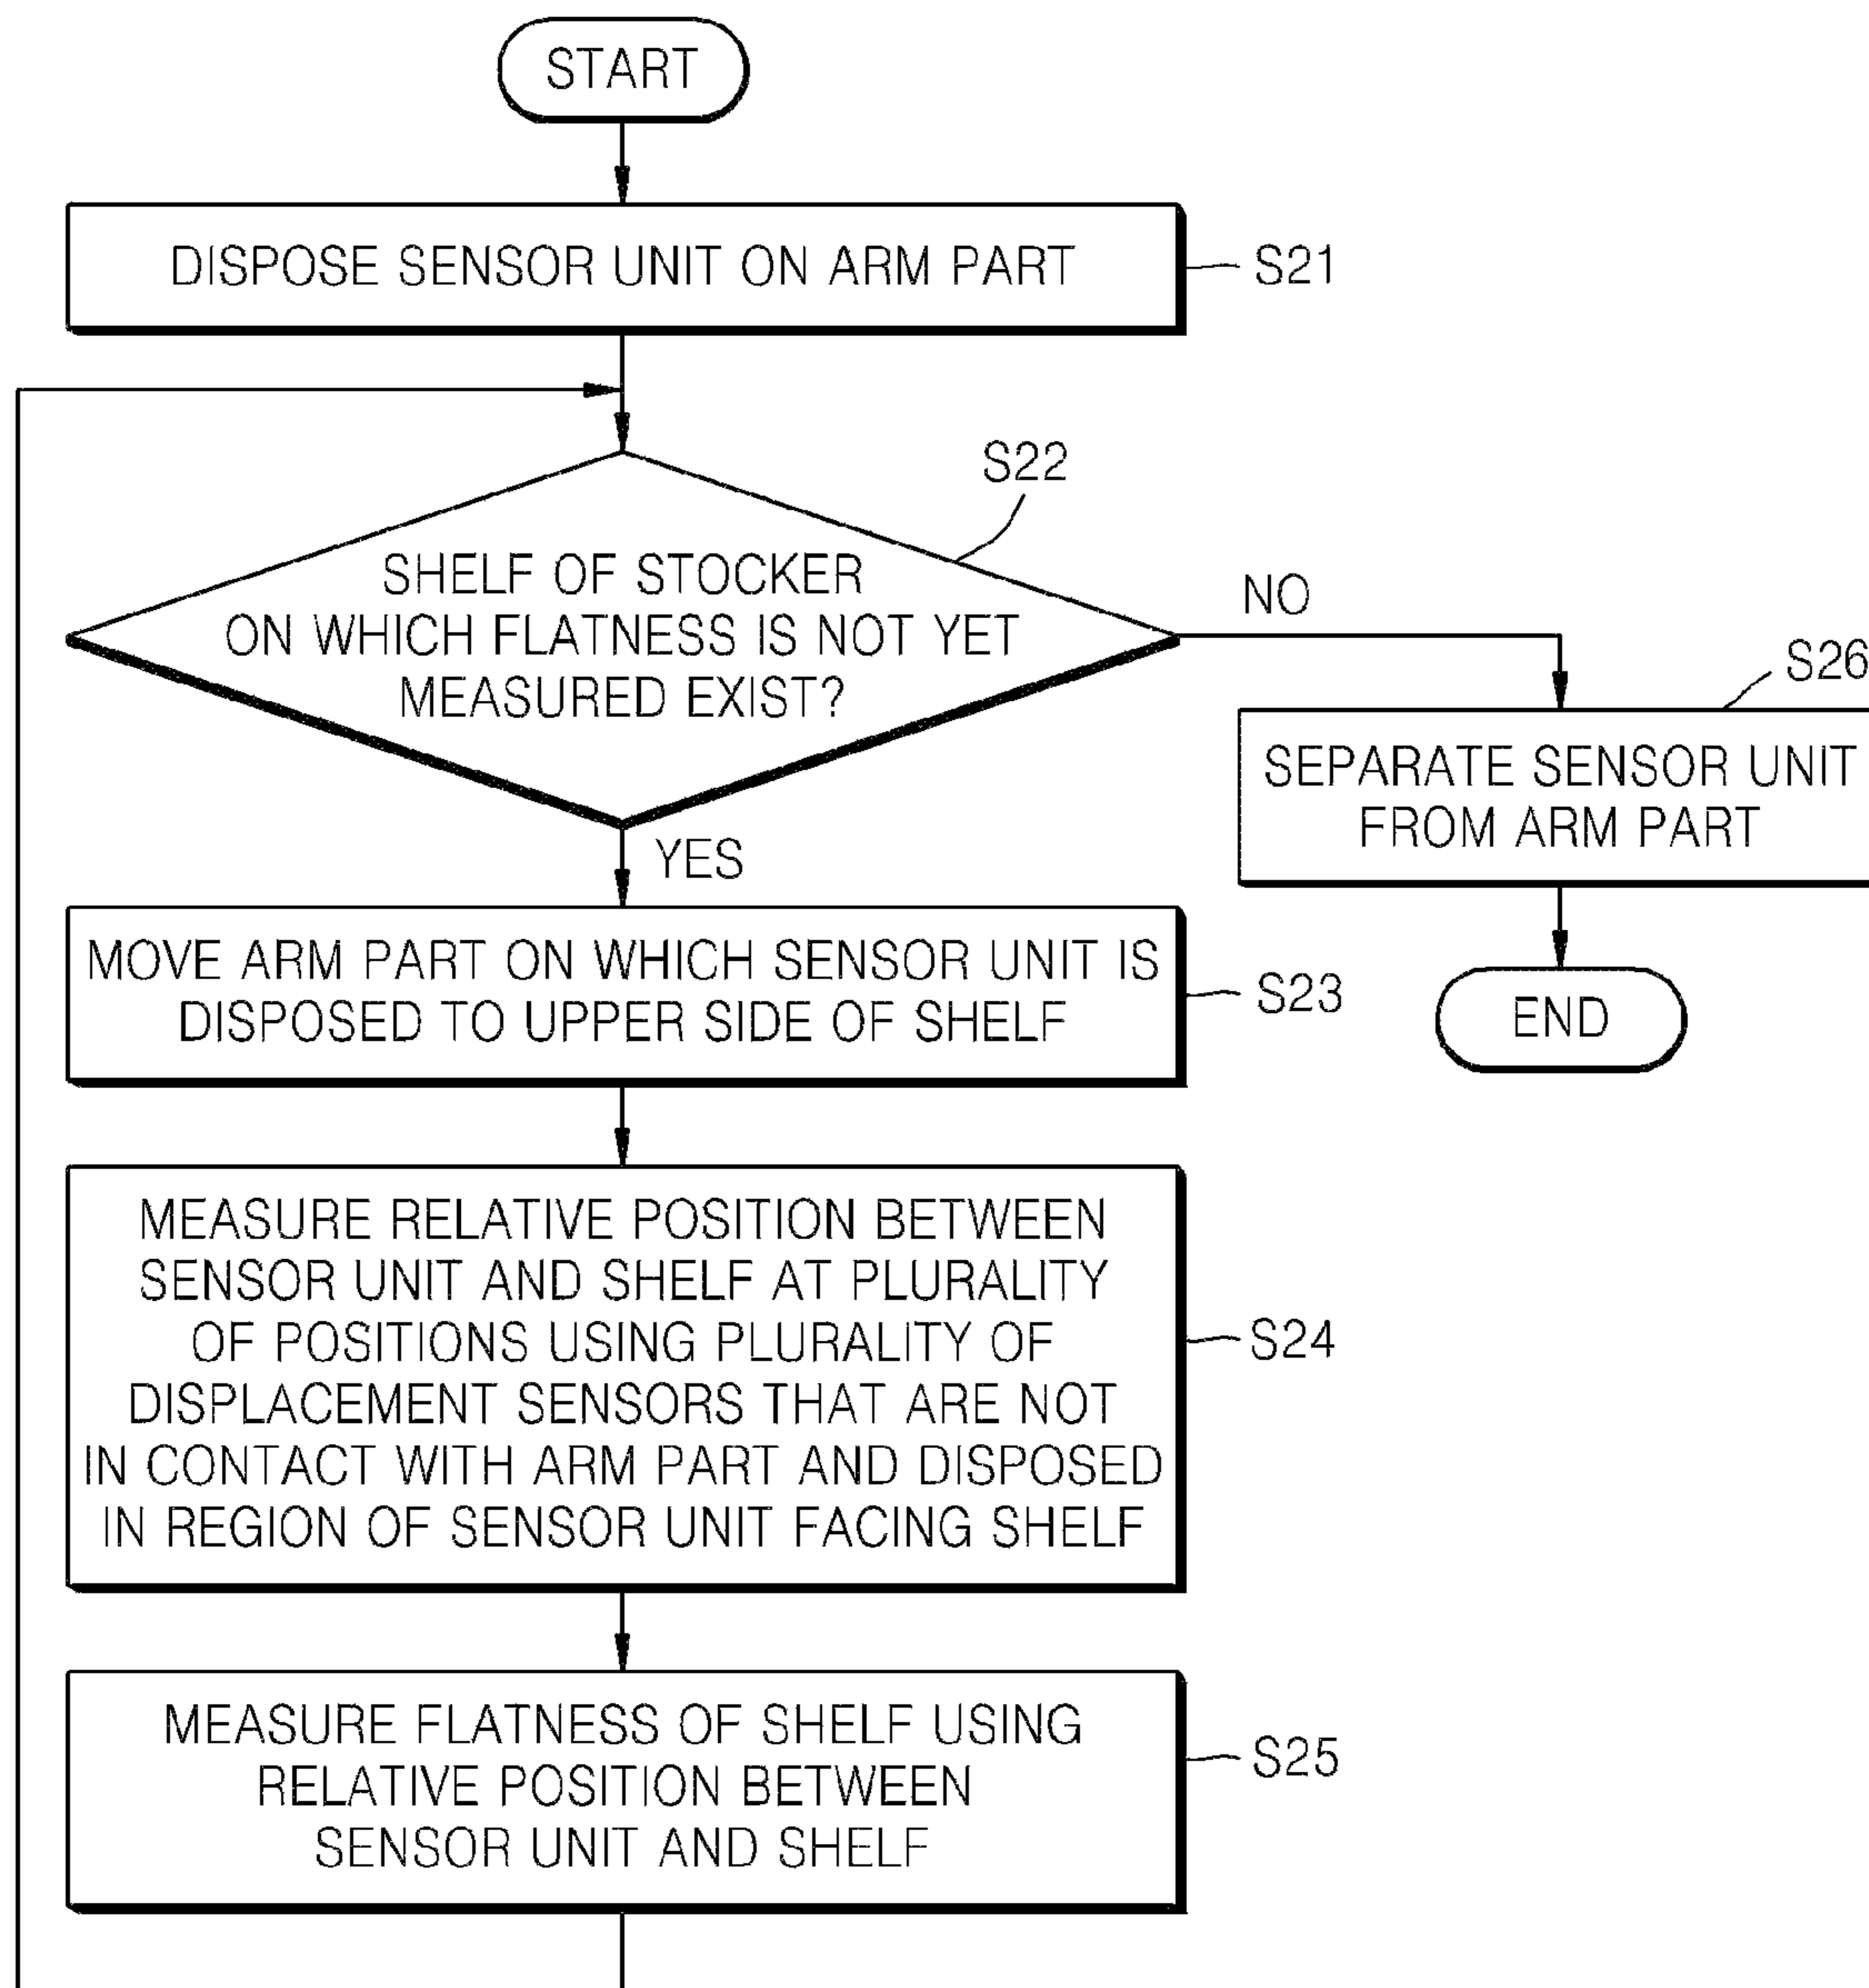 START
DISPOSE SENSOR UNIT ON ARM PART
S21
S22
SHELF OF STOCKER
ON WHICH FLATNESS IS NOT YET
MEASURED EXIST?
NO
S26
SEPARATE SENSOR UNIT
FROM ARM PART
END
YES
MOVE ARM PART ON WHICH SENSOR UNIT IS
DISPOSED TO UPPER SIDE OF SHELF
S23
MEASURE RELATIVE POSITION BETWEEN
SENSOR UNIT AND SHELF AT PLURALITY
OF POSITIONS USING PLURALITY OF
DISPLACEMENT SENSORS THAT ARE NOT
IN CONTACT WITH ARM PART AND DISPOSED
IN REGION OF SENSOR UNIT FACING SHELF
S24
MEASURE FLATNESS OF SHELF USING
RELATIVE POSITION BETWEEN
SENSOR UNIT AND SHELF
S25